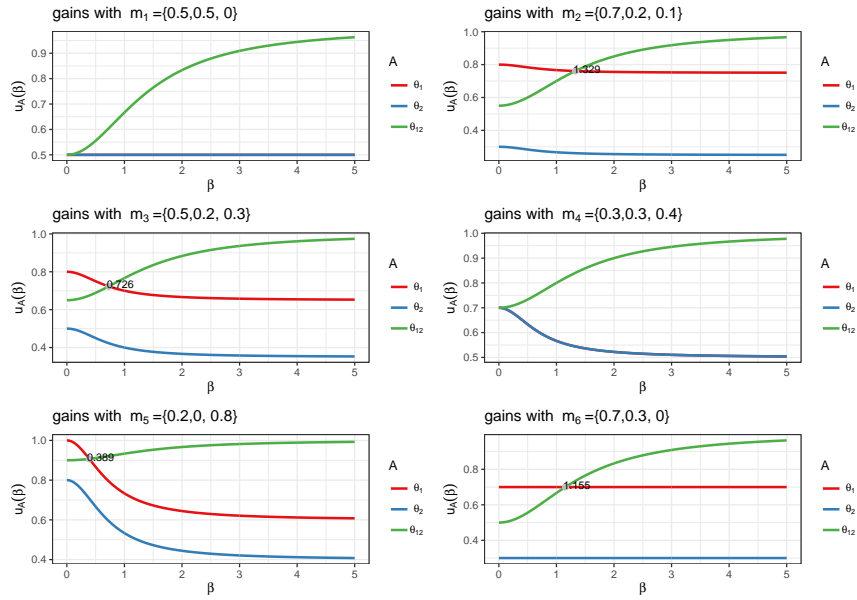 gains with m1 ={0.5,0.5, 0}
uA(β)
0.9
0.8
0.7
0.6
0.5
0 1 2 3 4 5
β
A
θ1
θ2
θ12
gains with m2 ={0.7,0.2, 0.1}
uA(β)
1.0
0.8
0.6
0.4
1.329
0 1 2 3 4 5
β
A
θ1
θ2
θ12
gains with m3 ={0.5,0.2, 0.3}
uA(β)
1.0
0.8
0.6
0.4
0.726
0 1 2 3 4 5
β
A
θ1
θ2
θ12
gains with m4 ={0.3,0.3, 0.4}
uA(β)
1.0
0.9
0.8
0.7
0.6
0.5
0 1 2 3 4 5
β
A
θ1
θ2
θ12
gains with m5 ={0.2,0, 0.8}
uA(β)
1.0
0.8
0.6
0.4
0.389
0 1 2 3 4 5
β
A
θ1
θ2
θ12
gains with m6 ={0.7,0.3, 0}
uA(β)
1.0
0.8
0.6
0.4
1.155
0 1 2 3 4 5
β
A
θ1
θ2
θ12